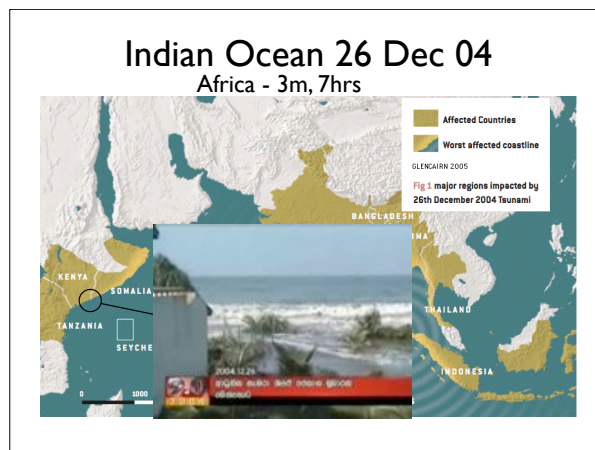 Indian Ocean 26 Dec 04
Africa - 3m, 7hrs
Affected Countries
Worst affected coastline
GLENCAIRN 2005
Fig 1 major regions impacted by
26th December 2004 Tsunami
BANGLADESH
KENYA
SOMALIA
TANZANIA
THAILAND
INDONESIA
0 1000
2004.12.26